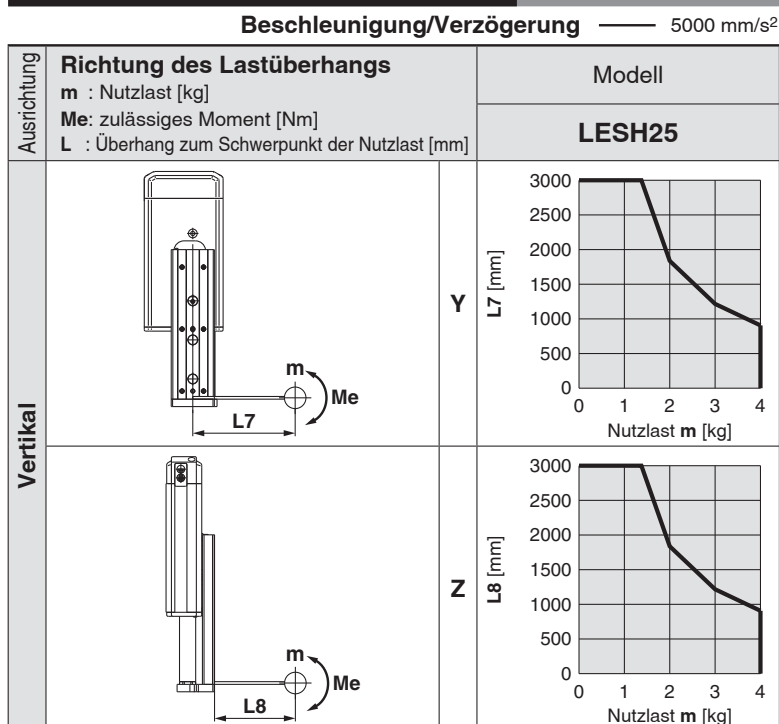 Beschleunigung/Verzögerung —— 5000 mm/s²
Ausrichtung
Richtung des Lastüberhangs
m : Nutzlast [kg]
Me: zulässiges Moment [Nm]
L : Überhang zum Schwerpunkt der Nutzlast [mm]
Modell
LESH25
Vertikal
m
Me
L7
Y
L7 [mm]
3000
2500
2000
1500
1000
500
0
0 1 2 3 4
Nutzlast m [kg]
m
Me
L8
Z
L8 [mm]
3000
2500
2000
1500
1000
500
0
0 1 2 3 4
Nutzlast m [kg]